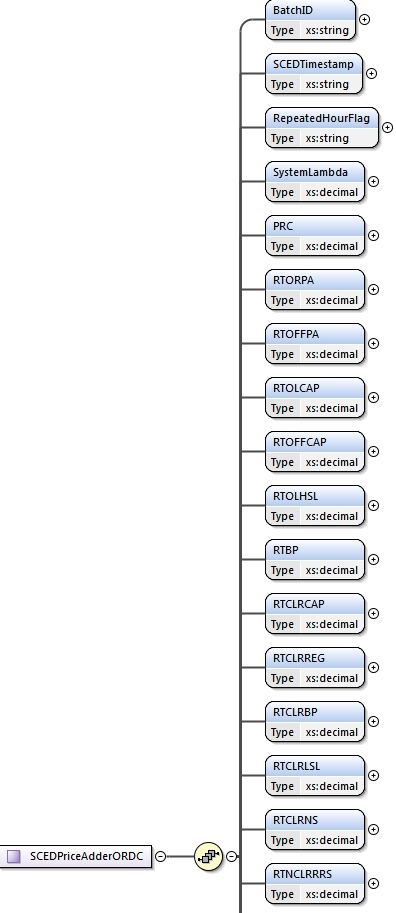 BatchID
Type xs:string
SCEDTimestamp
Type xs:string
RepeatedHourFlag
Type xs:string
SystemLambda
Type xs:decimal
PRC
Type xs:decimal
RTORPA
Type xs:decimal
RTOFFPA
Type xs:decimal
RTOLCAP
Type xs:decimal
RTOFFCAP
Type xs:decimal
RTOLHSL
Type xs:decimal
RTBP
Type xs:decimal
RTCLRCAP
Type xs:decimal
RTCLRREG
Type xs:decimal
RTCLRBP
Type xs:decimal
RTCLRLSL
Type xs:decimal
RTCLRNS
Type xs:decimal
SCEDPriceAdderORDC
RTNCLRRRS
Type xs:decimal